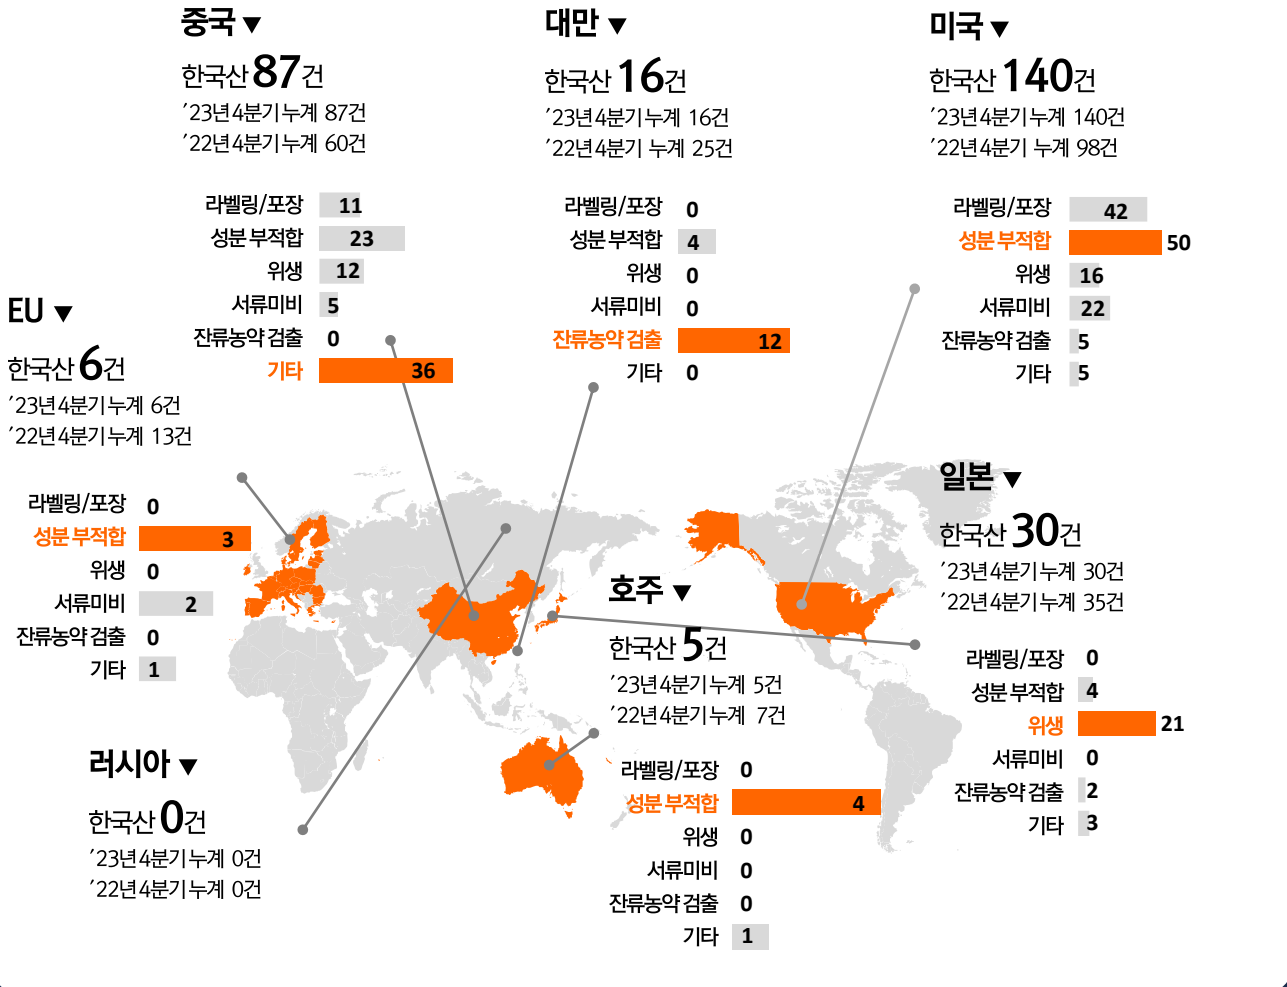 중국 ▼
한국산 87건
′23년 4분기 누계 87건
′22년 4분기 누계 60건
라벨링/포장 11
성분 부적합 23
위생 12
서류미비 5
잔류농약 검출 0
기타 36
대만 ▼
한국산 16건
′23년 4분기 누계 16건
′22년 4분기 누계 25건
라벨링/포장 0
성분 부적합 4
위생 0
서류미비 0
잔류농약 검출 12
기타 0
미국 ▼
한국산 140건
′23년 4분기 누계 140건
′22년 4분기 누계 98건
라벨링/포장 42
성분 부적합 50
위생 16
서류미비 22
잔류농약 검출 5
기타 5
EU ▼
한국산 6건
′23년 4분기 누계 6건
′22년 4분기 누계 13건
라벨링/포장 0
성분 부적합 3
위생 0
서류미비 2
잔류농약 검출 0
기타 1
일본 ▼
한국산 30건
′23년 4분기 누계 30건
′22년 4분기 누계 35건
라벨링/포장 0
성분 부적합 4
위생 21
서류미비 0
잔류농약 검출 2
기타 3
호주 ▼
한국산 5건
′23년 4분기 누계 5건
′22년 4분기 누계 7건
라벨링/포장 0
성분 부적합 4
위생 0
서류미비 0
잔류농약 검출 0
기타 1
러시아 ▼
한국산 0건
′23년 4분기 누계 0건
′22년 4분기 누계 0건